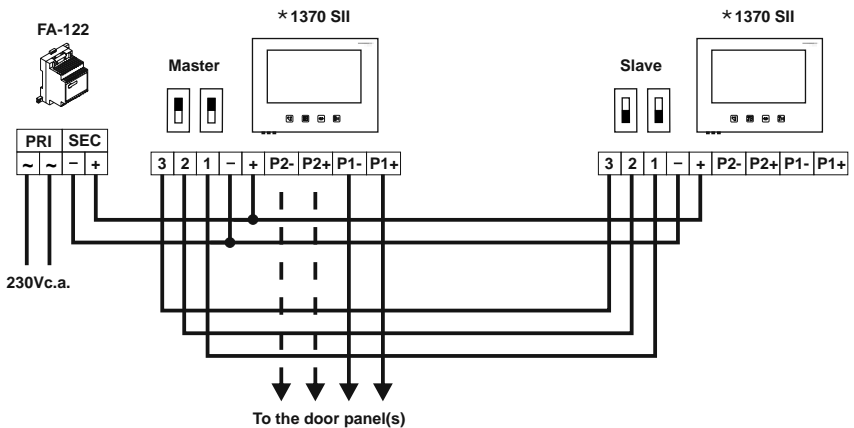 * 1370 SII
* 1370 SII
FA-122
Master
Slave
PRI SEC
~ ~ – +
3 2 1 – + P2- P2+ P1- P1+
3 2 1 – + P2- P2+ P1- P1+
230Vc.a.
To the door panel(s)